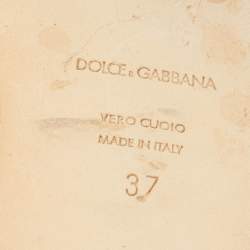 DOLCE & GABBANA
VERO CUOIO
MADE IN ITALY
37